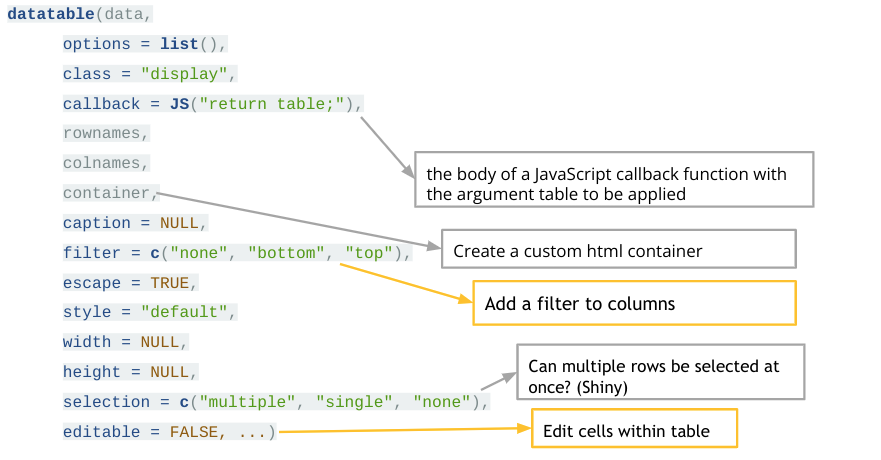 datatable(data,
options = list(),
class = "display",
callback = JS("return table;"),
rownames,
colnames,
the body of a JavaScript callback function with
the argument table to be applied
container,
caption = NULL,
filter = c("none", "bottom", "top"),
Create a custom html container
escape = TRUE,
Add a filter to columns
style = "default",
width = NULL,
height = NULL,
Can multiple rows be selected at
once? (Shiny)
selection = c("multiple", "single", "none"),
editable = FALSE, ...)
Edit cells within table